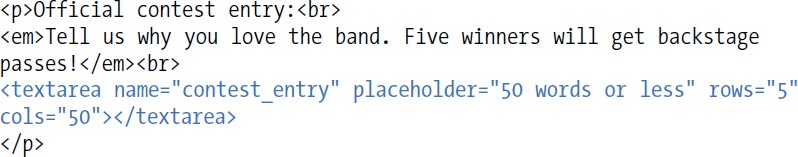 <p>Official contest entry:<br>
<em>Tell us why you love the band. Five winners will get backstage
passes!</em><br>
<textarea name="contest_entry" placeholder="50 words or less" rows="5"
cols="50"></textarea>
</p>